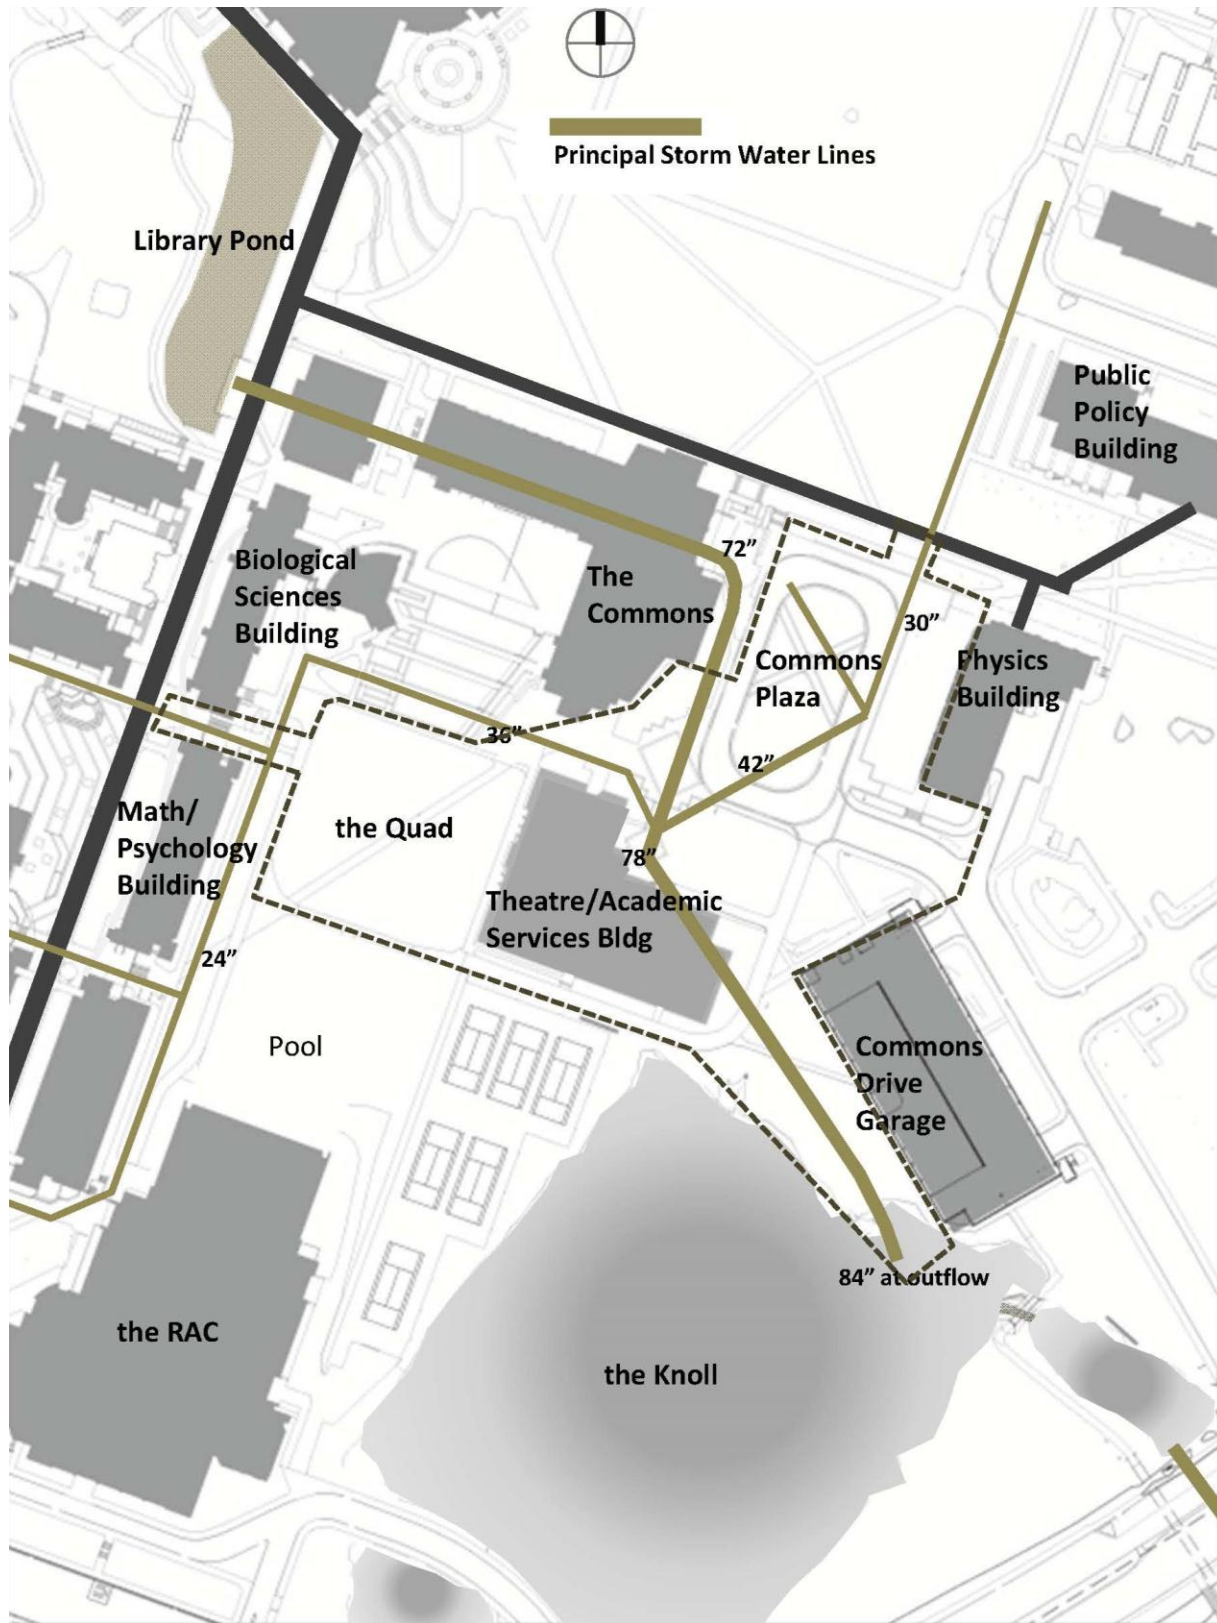 Principal Storm Water Lines
Library Pond
Public
Policy
Building
72”
Biological
Sciences
Building
The
Commons
30”
Commons
Plaza
Physics
Building
36”
42”
Math/
Psychology
Building
the Quad
78”
Theatre/Academic
Services Bldg
24”
Pool
Commons
Drive
Garage
84” at outflow
the RAC
the Knoll